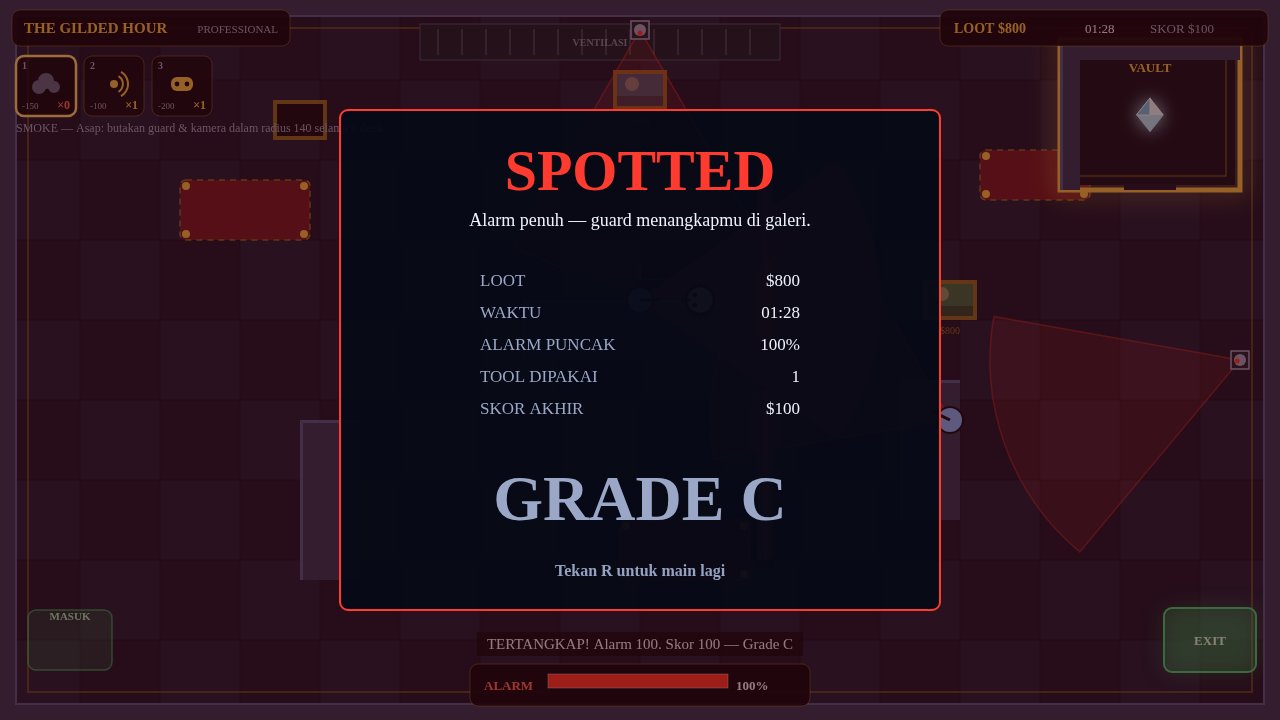 THE GILDED HOUR PROFESSIONAL
VENTILASI
LOOT $800 01:28 SKOR $100
1 2 3
-150 ×0 -100 ×1 -200 ×1
SMOKE — Asap: butakan guard & kamera dalam radius 140 selama
VAULT
SPOTTED
Alarm penuh — guard menangkapmu di galeri.
LOOT $800
WAKTU 01:28
ALARM PUNCAK 100%
TOOL DIPAKAI 1
SKOR AKHIR $100
$800
GRADE C
Tekan R untuk main lagi
MASUK
EXIT
TERTANGKAP! Alarm 100. Skor 100 — Grade C
ALARM 100%